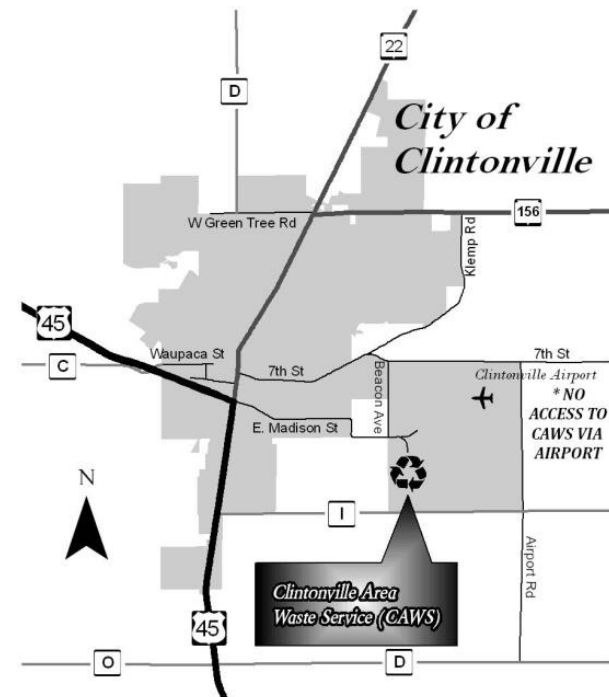 22
D
City of
Clintonville
W Green Tree Rd
156
Klemp Rd
45
Waupaca St
C
7th St
7th St
Beacon Ave
Clintonville Airport
* NO
ACCESS TO
CAWS VIA
AIRPORT
E. Madison St
N
I
Airport Rd
Clintonville Area
Waste Service (CAWS)
45
O
D